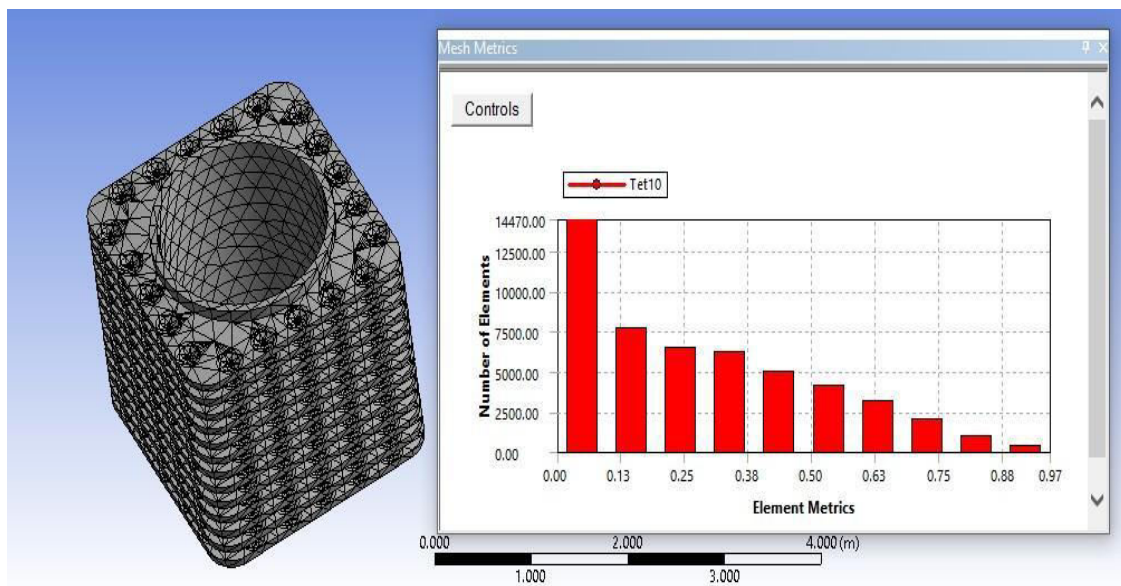 Mesh Metrics
Controls
Tet10
14470.00
12500.00
10000.00
7500.00
5000.00
2500.00
0.00
Number of Elements
0.00 0.13 0.25 0.38 0.50 0.63 0.75 0.88 0.97
Element Metrics
0.000 2.000 4.000 (m)
1.000 3.000